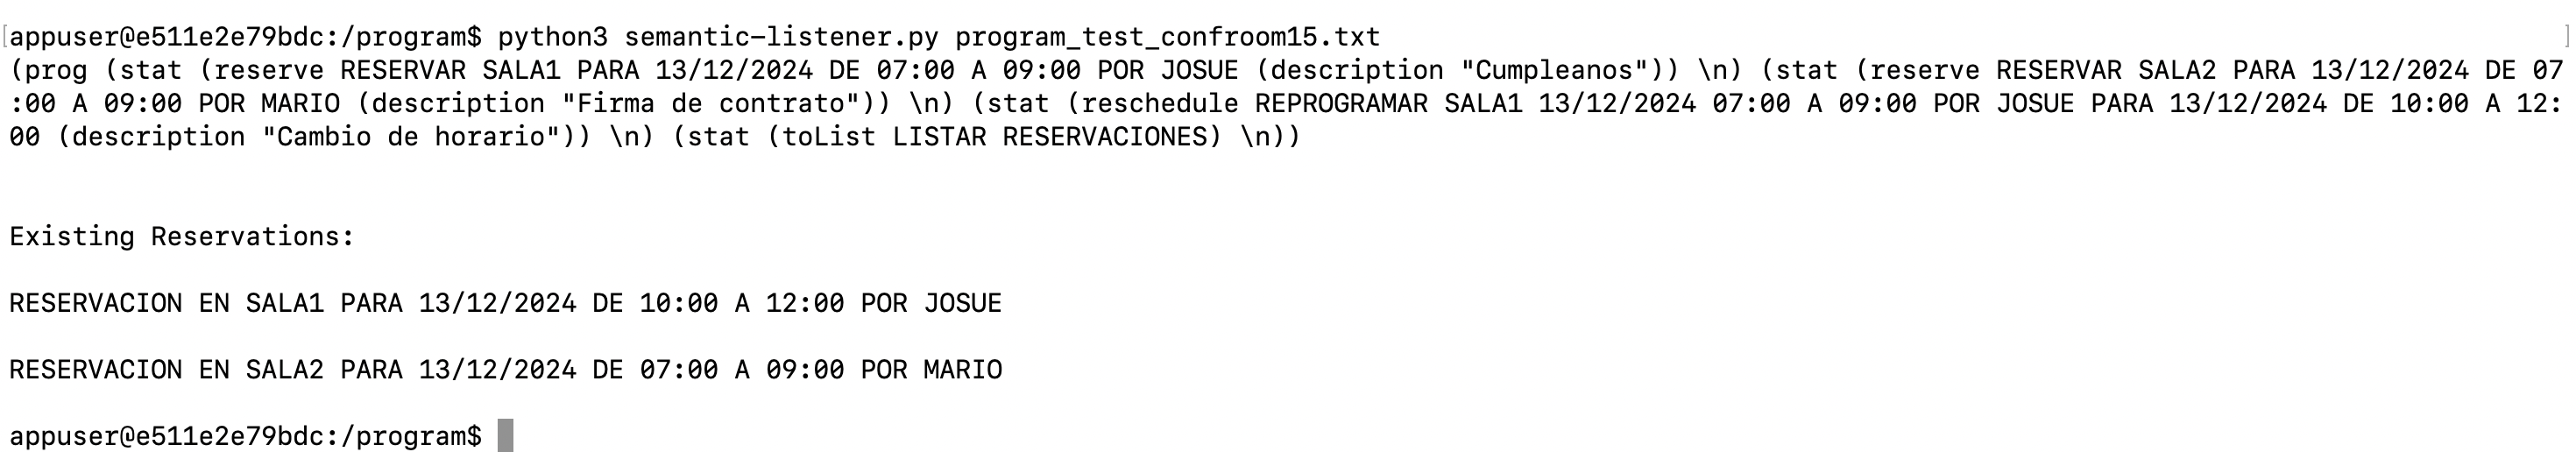 [appuser@e511e2e79bdc:/program$ python3 semantic-listener.py program_test_confroom15.txt ]
(prog (stat (reserve RESERVAR SALA1 PARA 13/12/2024 DE 07:00 A 09:00 POR JOSUE (description "Cumpleanos")) \n) (stat (reserve RESERVAR SALA2 PARA 13/12/2024 DE 07
:00 A 09:00 POR MARIO (description "Firma de contrato")) \n) (stat (reschedule REPROGRAMAR SALA1 13/12/2024 07:00 A 09:00 POR JOSUE PARA 13/12/2024 DE 10:00 A 12:
00 (description "Cambio de horario")) \n) (stat (toList LISTAR RESERVACIONES) \n))
Existing Reservations:
RESERVACION EN SALA1 PARA 13/12/2024 DE 10:00 A 12:00 POR JOSUE
RESERVACION EN SALA2 PARA 13/12/2024 DE 07:00 A 09:00 POR MARIO
appuser@e511e2e79bdc:/program$